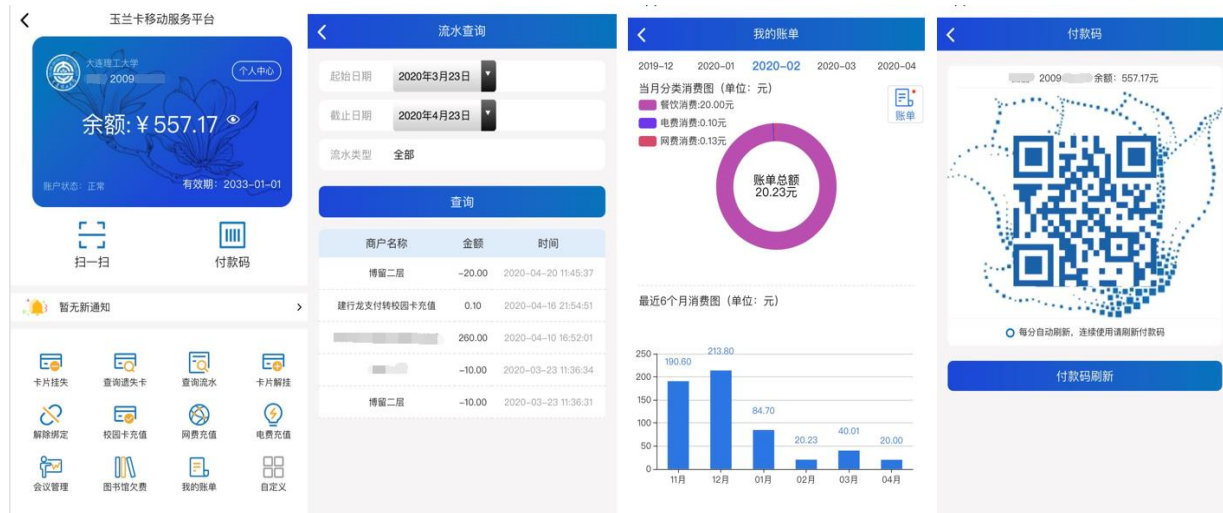 玉兰卡移动服务平台
大连理工大学
2009
个人中心
余额:¥557.17
账户状态: 正常
有效期: 2033-01-01
扫一扫
付款码
暂无新通知
卡片挂失
查询遗失卡
查询流水
卡片解挂
解除绑定
校园卡充值
网费充值
电费充值
会议管理
图书馆欠费
我的账单
自定义
流水查询
起始日期 2020年3月23日
截止日期 2020年4月23日
流水类型 全部
查询
商户名称 金额 时间
博留二层 -20.00 2020-04-20 11:45:37
建行龙支付转校园卡充值 0.10 2020-04-16 21:54:51
260.00 2020-04-10 16:52:01
-10.00 2020-03-23 11:36:34
博留二层 -10.00 2020-03-23 11:36:31
我的账单
2019-12 2020-01 2020-02 2020-03 2020-04
当月分类消费图 (单位: 元)
餐饮消费:20.00元
电费消费:0.10元
网费消费:0.13元
账单
账单总额
20.23元
最近6个月消费图 (单位: 元)
250
200
150
100
50
0
190.60
213.80
84.70
20.23
40.01
20.00
11月 12月 01月 02月 03月 04月
付款码
2009 余额: 557.17元
每分自动刷新, 连续使用请刷新付款码
付款码刷新